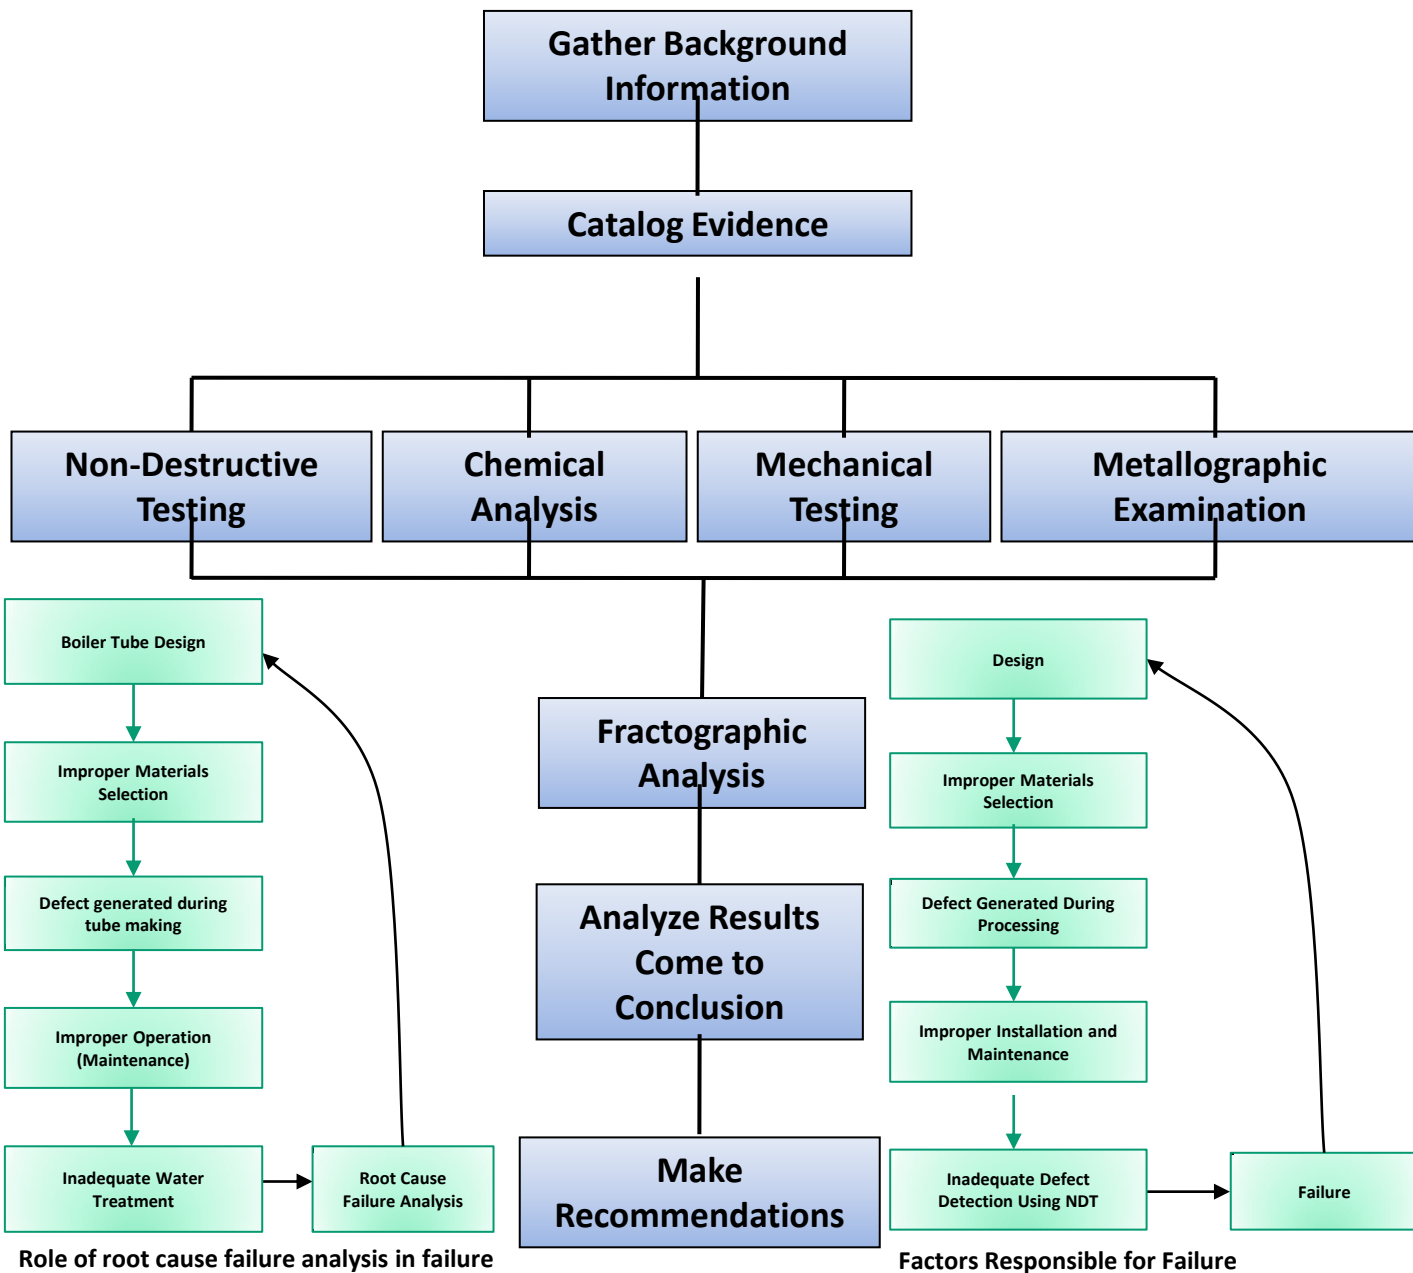 Gather Background
Information
Catalog Evidence
Non-Destructive
Testing
Chemical
Analysis
Mechanical
Testing
Metallographic
Examination
Boiler Tube Design
Improper Materials
Selection
Defect generated during
tube making
Improper Operation
(Maintenance)
Inadequate Water
Treatment
Root Cause
Failure Analysis
Role of root cause failure analysis in failure
Fractographic
Analysis
Analyze Results
Come to
Conclusion
Make
Recommendations
Design
Improper Materials
Selection
Defect Generated During
Processing
Improper Installation and
Maintenance
Inadequate Defect
Detection Using NDT
Failure
Factors Responsible for Failure